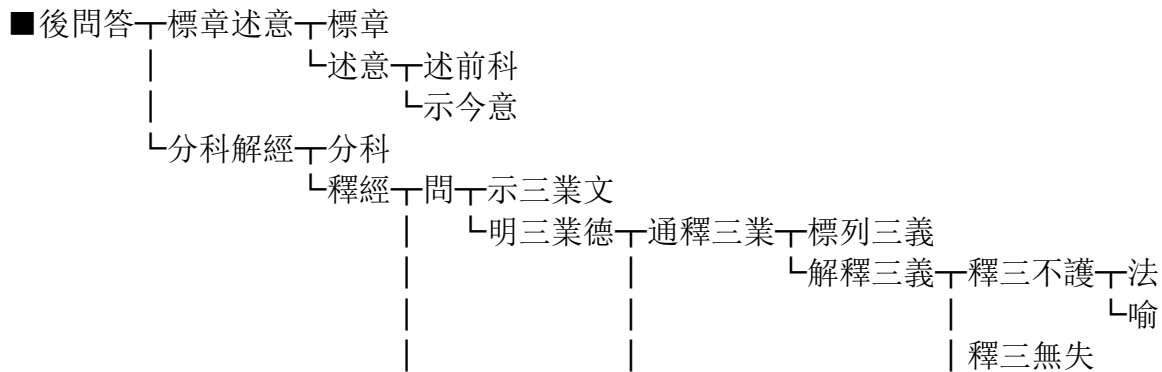 ■後問答┬標章述意┬標章
│　　　　└述意┬述前科
│　　　　　　　└示今意
└分科解經┬分科
└釋經┬問┬示三業文
│　└明三業德┬通釋三業┬標列三義
│　　　　　　│　　　　└解釋三義┬釋三不護┬法
│　　　　　　│　　　　　　　　　│　　　　└喻
│　　　　　　│　　　　　　　　　│釋三無失